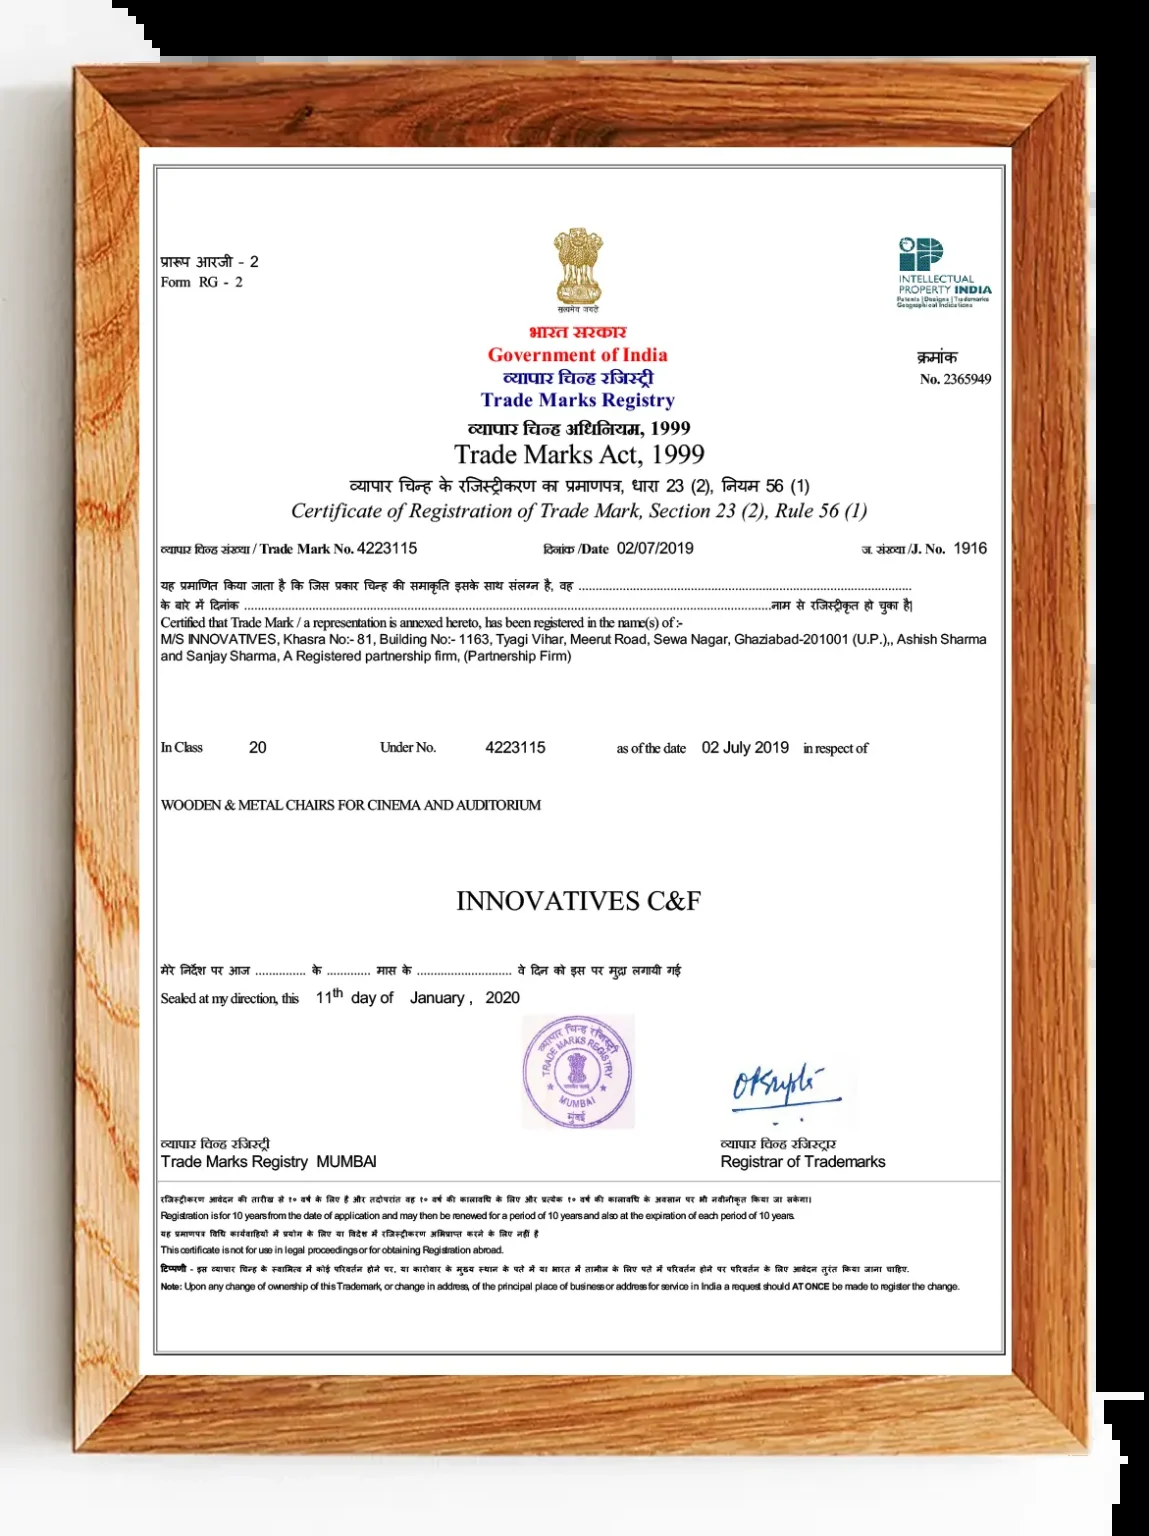 प्रारूप आरजी - 2
Form RG - 2
सत्यमेव जयते
INTELLECTUAL
PROPERTY INDIA
Patents | Designs | Trademarks
Geographical Indications
भारत सरकार
Government of India
व्यापार चिन्ह रजिस्ट्री
Trade Marks Registry
क्रमांक
No. 2365949
व्यापार चिन्ह अधिनियम, 1999
Trade Marks Act, 1999
व्यापार चिन्ह के रजिस्ट्रीकरण का प्रमाणपत्र, धारा 23 (2), नियम 56 (1)
Certificate of Registration of Trade Mark, Section 23 (2), Rule 56 (1)
व्यापार चिन्ह संख्या / Trade Mark No. 4223115 दिनांक /Date 02/07/2019 ज. संख्या /J. No. 1916
यह प्रमाणित किया जाता है कि जिस प्रकार चिन्ह की समाकृति इसके साथ संलग्न है, वह ....................
के बारे में दिनांक ....................नाम से रजिस्ट्रीकृत हो चुका है|
Certified that Trade Mark / a representation is annexed hereto, has been registered in the name(s) of :-
M/S INNOVATIVES, Khasra No:- 81, Building No:- 1163, Tyagi Vihar, Meerut Road, Sewa Nagar, Ghaziabad-201001 (U.P.),, Ashish Sharma
and Sanjay Sharma, A Registered partnership firm, (Partnership Firm)
In Class 20 Under No. 4223115 as of the date 02 July 2019 in respect of
WOODEN & METAL CHAIRS FOR CINEMA AND AUDITORIUM
INNOVATIVES C&F
मेरे निर्देश पर आज ............... के ............. मास के ............................ वे दिन को इस पर मुद्रा लगायी गई
Sealed at my direction, this 11th day of January , 2020
व्यापार चिन्ह रजिस्ट्री
TRADE MARKS REGISTRY
MUMBAI
मुंबई
व्यापार चिन्ह रजिस्ट्री
Trade Marks Registry MUMBAI
व्यापार चिन्ह रजिस्ट्रार
Registrar of Trademarks
रजिस्ट्रीकरण आवेदन की तारीख से १० वर्ष के लिए है और तदोपरांत वह १० वर्ष की कालावधि के लिए और प्रत्येक १० वर्ष की कालावधि के अवसान पर भी नवीनीकृत किया जा सकेगा।
Registration is for 10 years from the date of application and may then be renewed for a period of 10 years and also at the expiration of each period of 10 years.
यह प्रमाणपत्र विधि कार्यवाहियों में प्रयोग के लिए या विदेश में रजिस्ट्रीकरण अभिप्राप्त करने के लिए नहीं है
This certificate is not for use in legal proceedings or for obtaining Registration abroad.
टिप्पणी - इस व्यापार चिन्ह के स्वामित्व में कोई परिवर्तन होने पर, या कारोबार के मुख्य स्थान के पते में या भारत में तामील के लिए पते में परिवर्तन होने पर परिवर्तन के लिए आवेदन तुरंत किया जाना चाहिए.
Note: Upon any change of ownership of this Trademark, or change in address, of the principal place of business or address for service in India a request should AT ONCE be made to register the change.